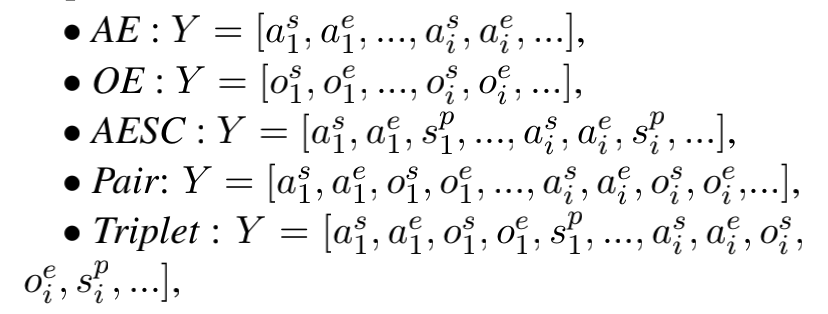 • AE : Y = [a_1^s, a_1^e, ..., a_i^s, a_i^e, ...],
• OE : Y = [o_1^s, o_1^e, ..., o_i^s, o_i^e, ...],
• AESC : Y = [a_1^s, a_1^e, s_1^p, ..., a_i^s, a_i^e, s_i^p, ...],
• Pair: Y = [a_1^s, a_1^e, o_1^s, o_1^e, ..., a_i^s, a_i^e, o_i^s, o_i^e,...],
• Triplet : Y = [a_1^s, a_1^e, o_1^s, o_1^e, s_1^p, ..., a_i^s, a_i^e, o_i^s,
o_i^e, s_i^p, ...],